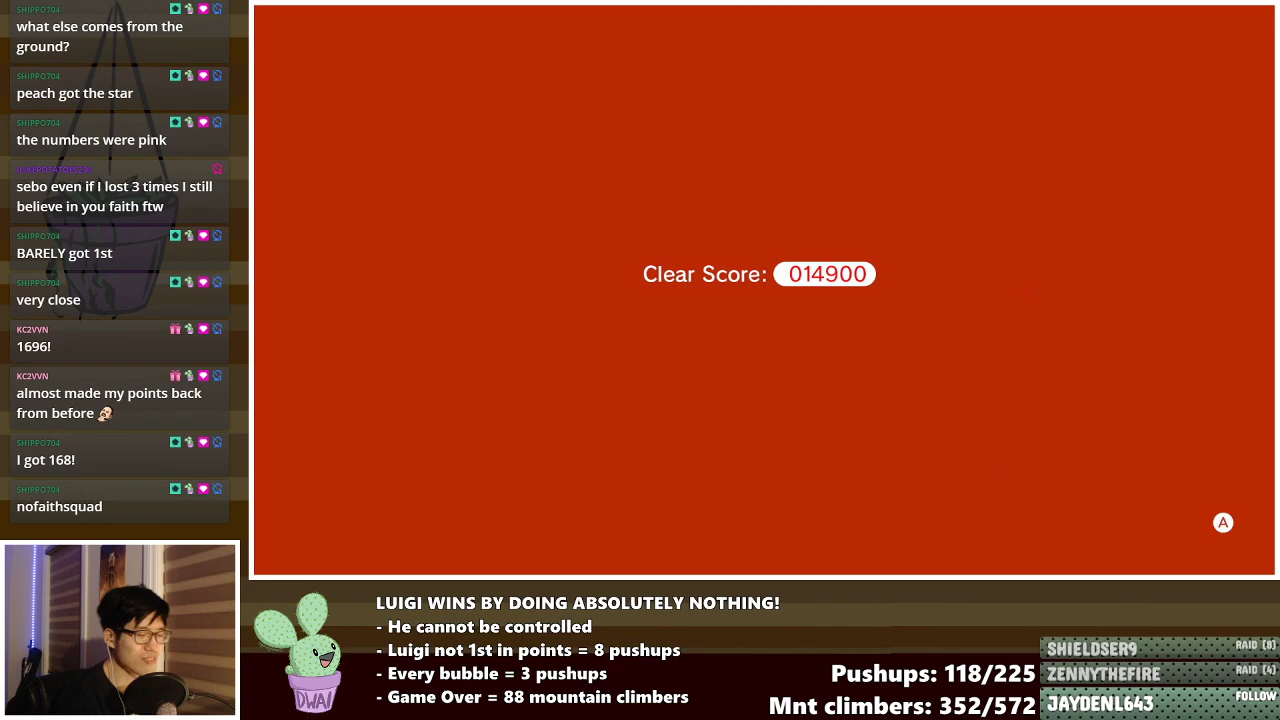 SHIPPO704
what else comes from the
ground?
SHIPPO704
peach got the star
SHIPPO704
the numbers were pink
ILIKEPOTATOES236
sebo even if I lost 3 times I still
believe in you faith ftw
SHIPPO704
BARELY got 1st
SHIPPO704
very close
KC2VVN
1696!
KC2VVN
almost made my points back
from before
SHIPPO704
I got 168!
SHIPPO704
nofaithsquad
Clear Score: 014900
A
LUIGI WINS BY DOING ABSOLUTELY NOTHING!
- He cannot be controlled
- Luigi not 1st in points = 8 pushups
- Every bubble = 3 pushups
- Game Over = 88 mountain climbers
DWAI
Pushups: 118/225
Mnt climbers: 352/572
SHIELDSER9 RAID (8)
ZENNYTHEFIRE RAID (4)
JAYDENL643 FOLLOW